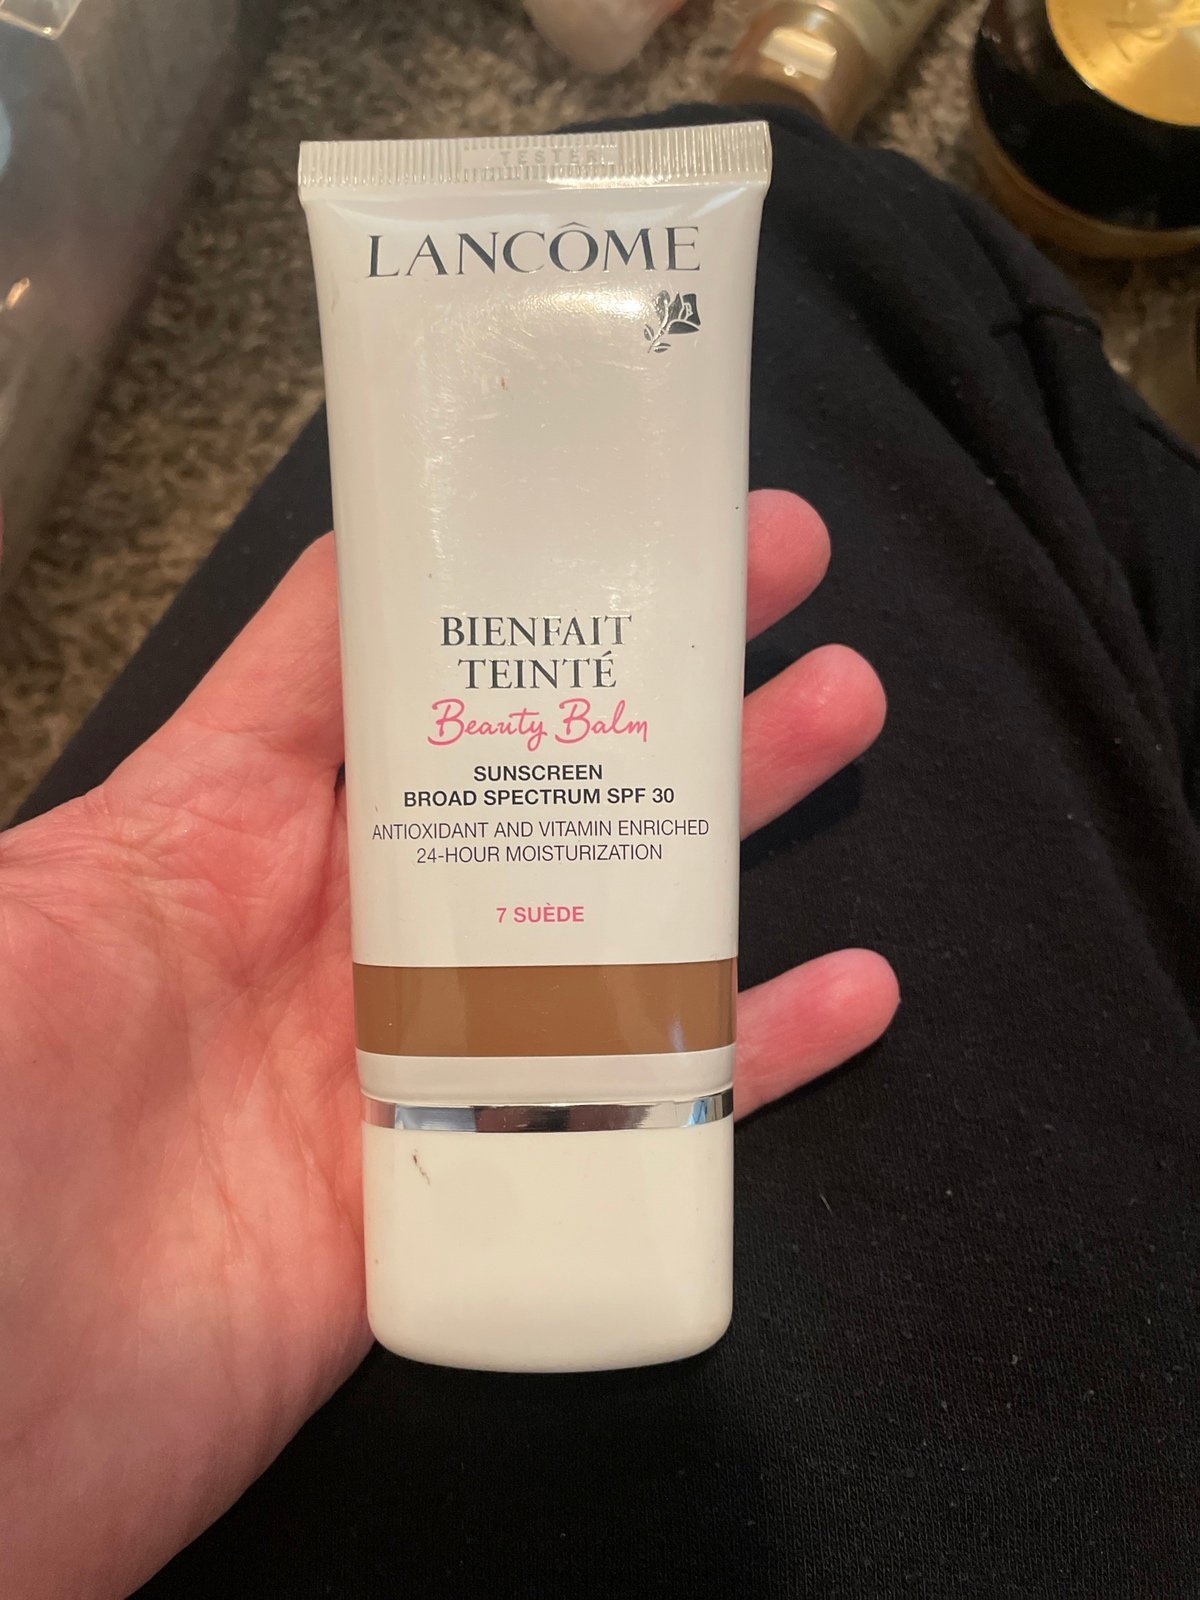 TESTER
LANCÔME
BIENFAIT
TEINTÉ
Beauty Balm
SUNSCREEN
BROAD SPECTRUM SPF 30
ANTIOXIDANT AND VITAMIN ENRICHED
24-HOUR MOISTURIZATION
7 SUÈDE